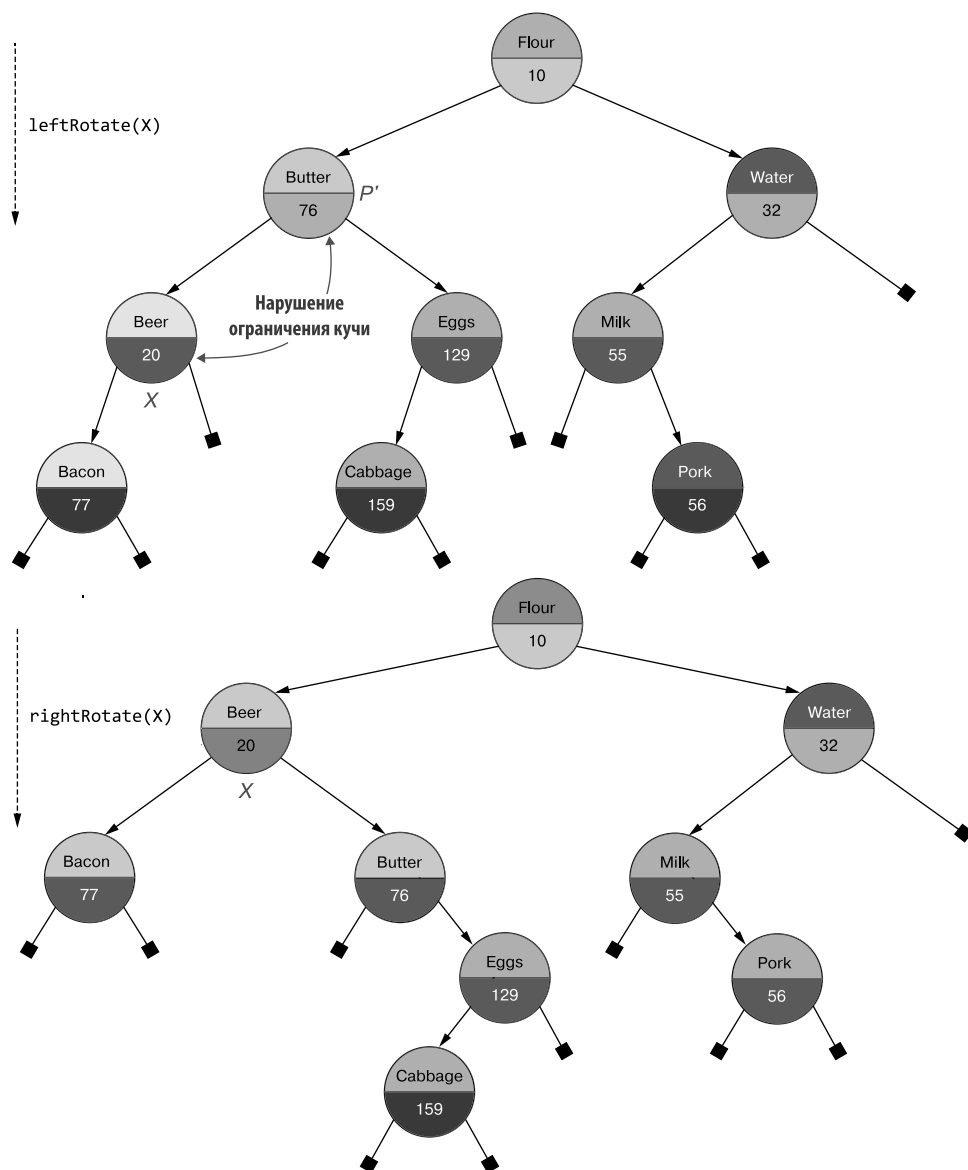 Flour
10
leftRotate(X)
Butter
76
P'
Water
32
Нарушение
ограничения кучи
Beer
20
X
Eggs
129
Milk
55
Bacon
77
Cabbage
159
Pork
56
Flour
10
rightRotate(X)
Beer
20
X
Water
32
Bacon
77
Butter
76
Milk
55
Eggs
129
Pork
56
Cabbage
159